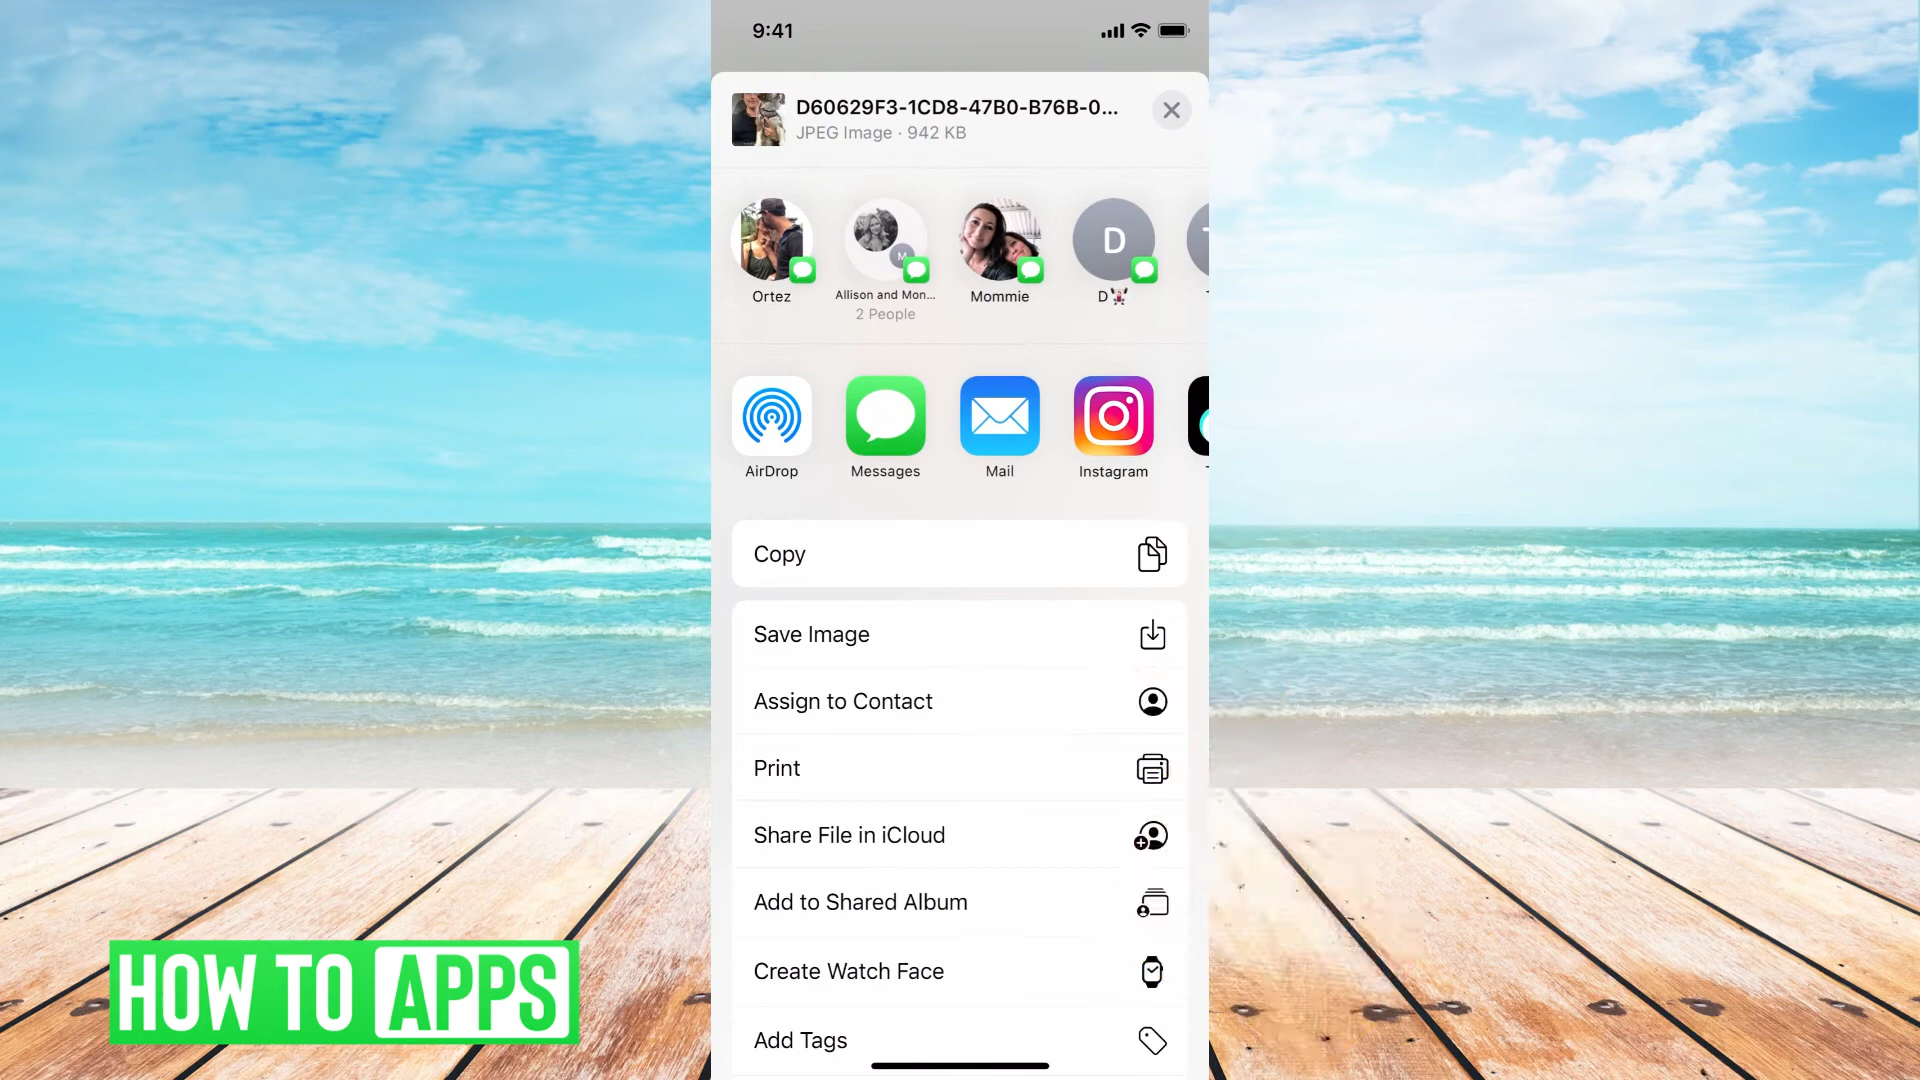 9:41
D60629F3-1CD8-47B0-B76B-0...
JPEG Image · 942 KB
D
M
Ortez
Allison and Mon...
Mommie
D
2 People
AirDrop
Messages
Mail
Instagram
Copy
Save Image
Assign to Contact
Print
Share File in iCloud
Add to Shared Album
Create Watch Face
Add Tags
HOW TO APPS